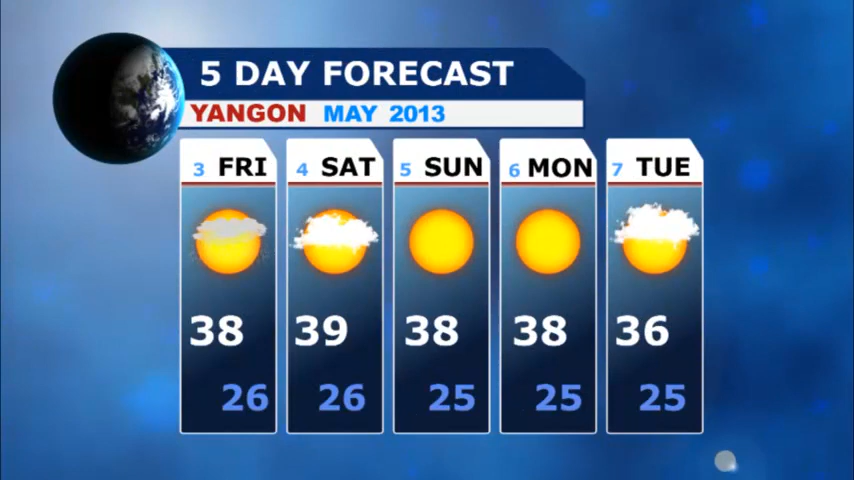 5 DAY FORECAST
YANGON MAY 2013
3 FRI 4 SAT 5 SUN 6 MON 7 TUE
38 39 38 38 36
26 26 25 25 25